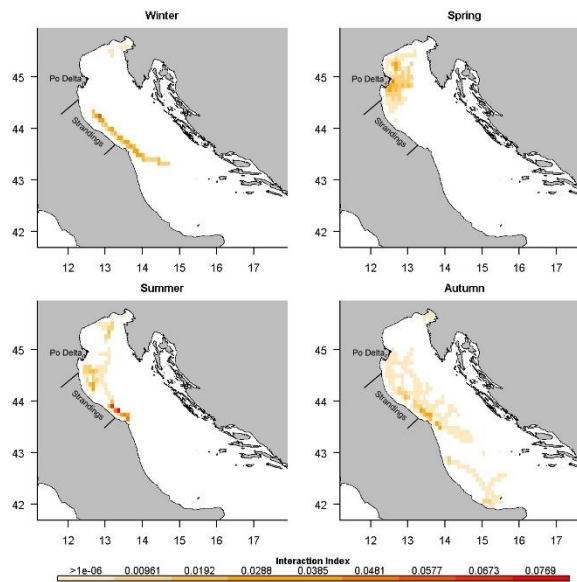 Winter
Spring
45
44
43
42
Po Delta
Strandings
12 13 14 15 16 17
45
44
43
42
Po Delta
Strandings
12 13 14 15 16 17
Summer
Autumn
45
44
43
42
Po Delta
Strandings
12 13 14 15 16 17
45
44
43
42
Po Delta
Strandings
12 13 14 15 16 17
Interaction Index
>1e-06 0.00961 0.0192 0.0288 0.0385 0.0481 0.0577 0.0673 0.0769